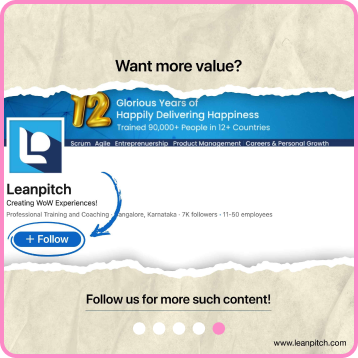 Want more value?
12
Glorious Years of
Happily Delivering Happiness
Trained 90,000+ People in 12+ Countries
Scrum Agile Entreprenuership Product Management Careers & Personal Growth
Leanpitch
Creating WoW Experiences!
Professional Training and Coaching · Bangalore, Karnataka · 7K followers · 11-50 employees
+ Follow
Follow us for more such content!
www.leanpitch.com